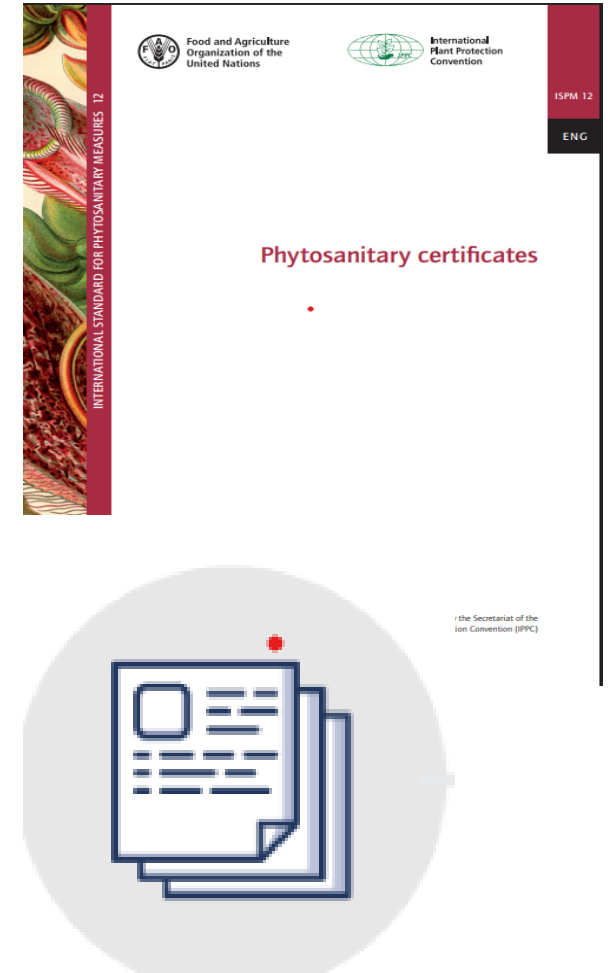 Food and Agriculture
Organization of the
United Nations
International
Plant Protection
Convention
ISPM 12
ENG
INTERNATIONAL STANDARD FOR PHYTOSANITARY MEASURES 12
Phytosanitary certificates
the Secretariat of the
ion Convention (IPPC)